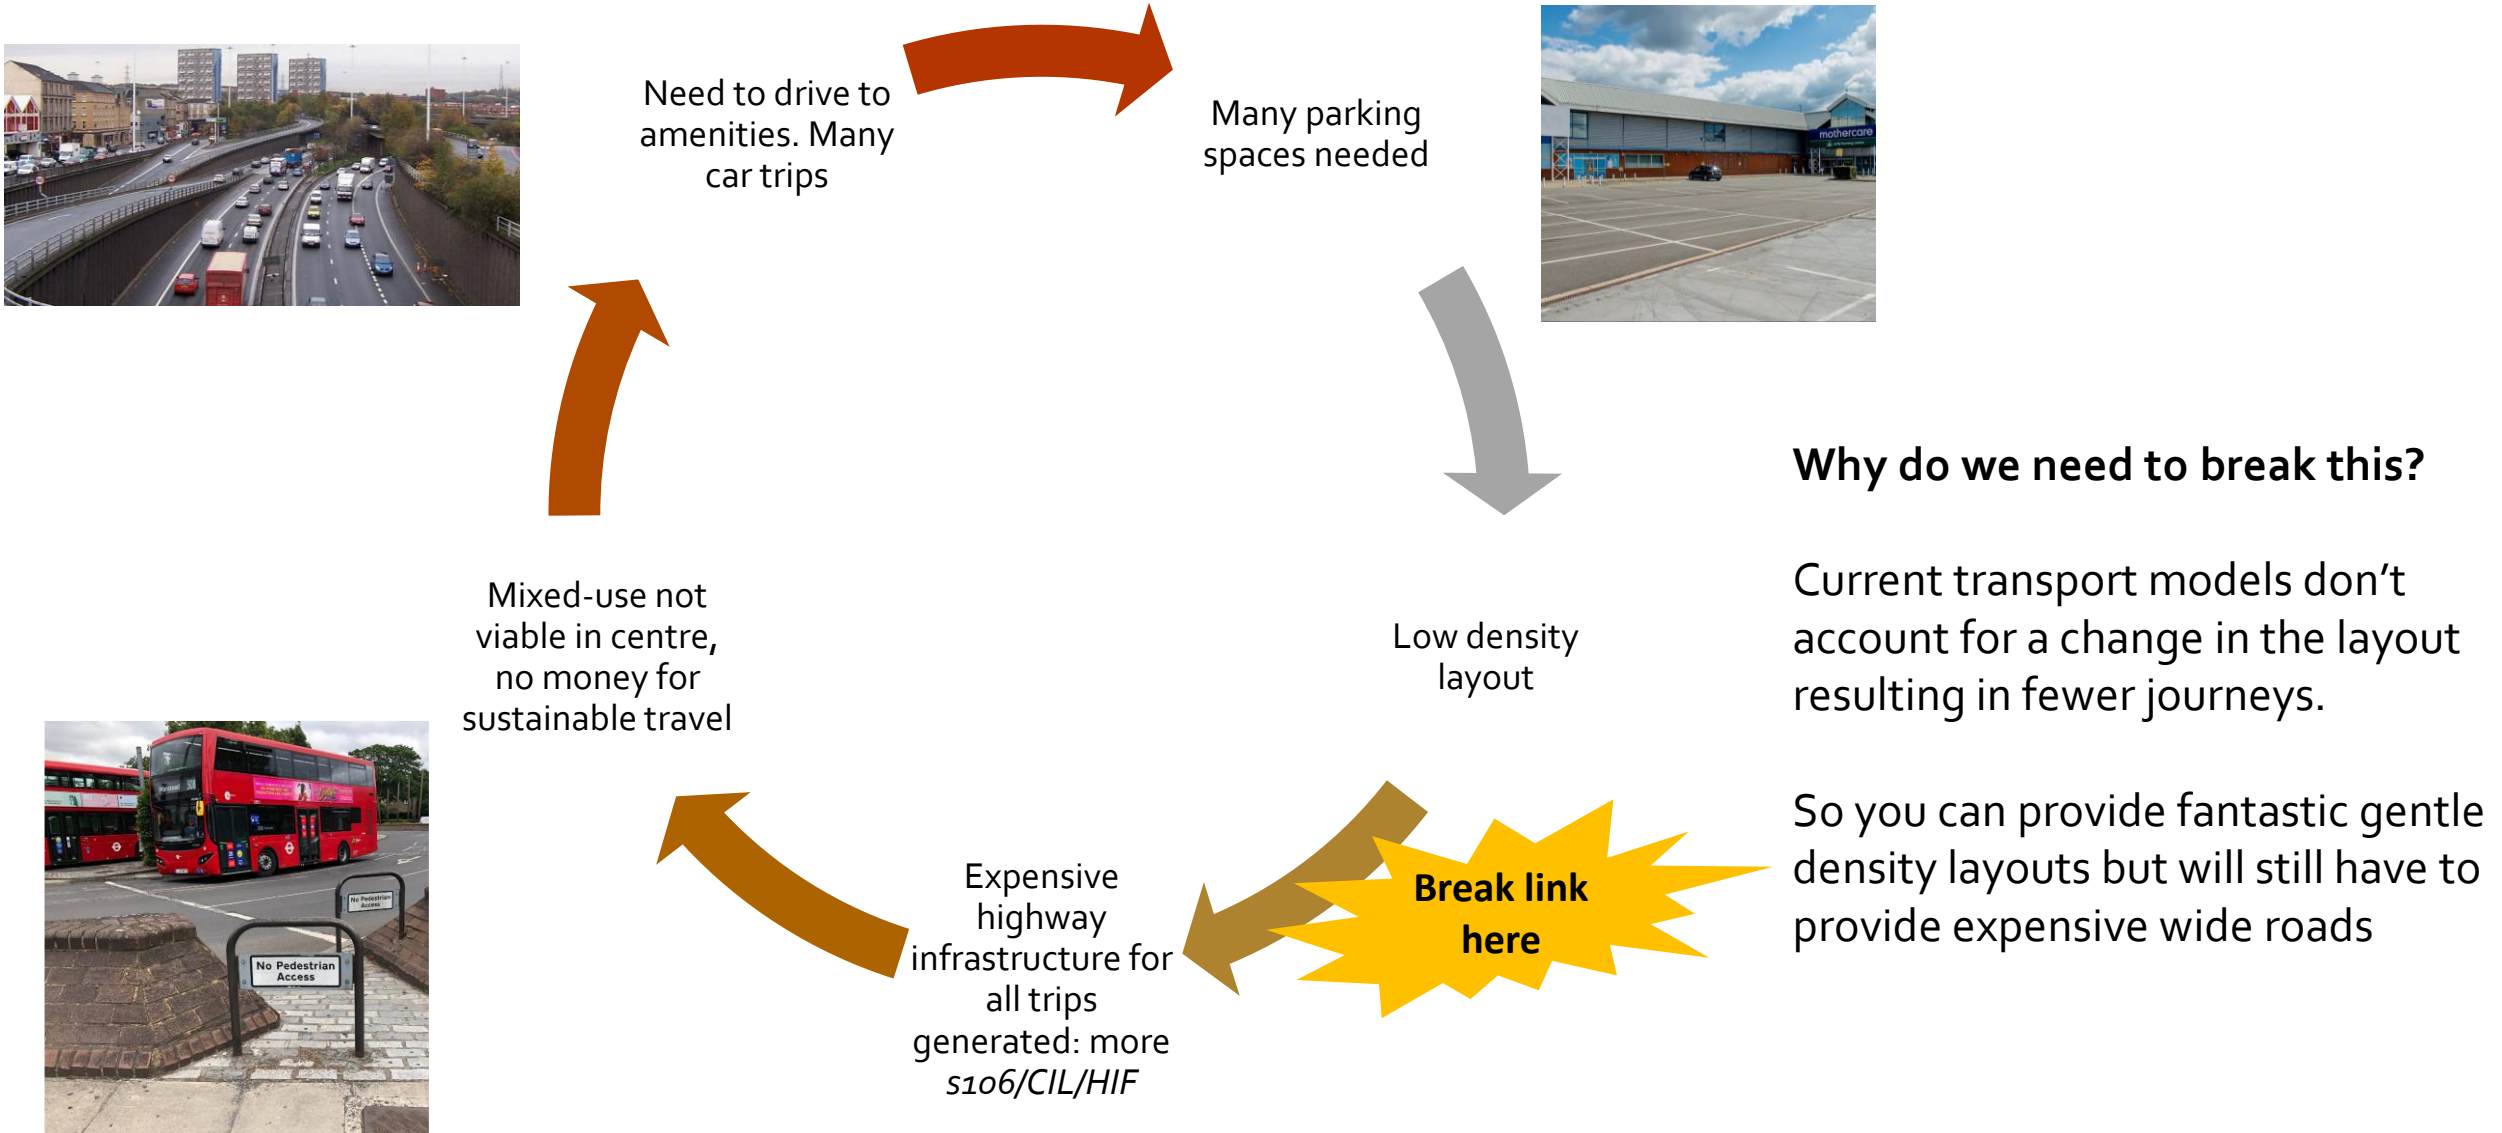 Need to drive to
amenities. Many
car trips
Many parking
spaces needed
mothercare
Why do we need to break this?
Current transport models don’t
account for a change in the layout
resulting in fewer journeys.
So you can provide fantastic gentle
density layouts but will still have to
provide expensive wide roads
Low density
layout
Break link
here
Expensive
highway
infrastructure for
all trips
generated: more
s106/CIL/HIF
Mixed-use not
viable in centre,
no money for
sustainable travel
No Pedestrian
Access
No Pedestrian
Access